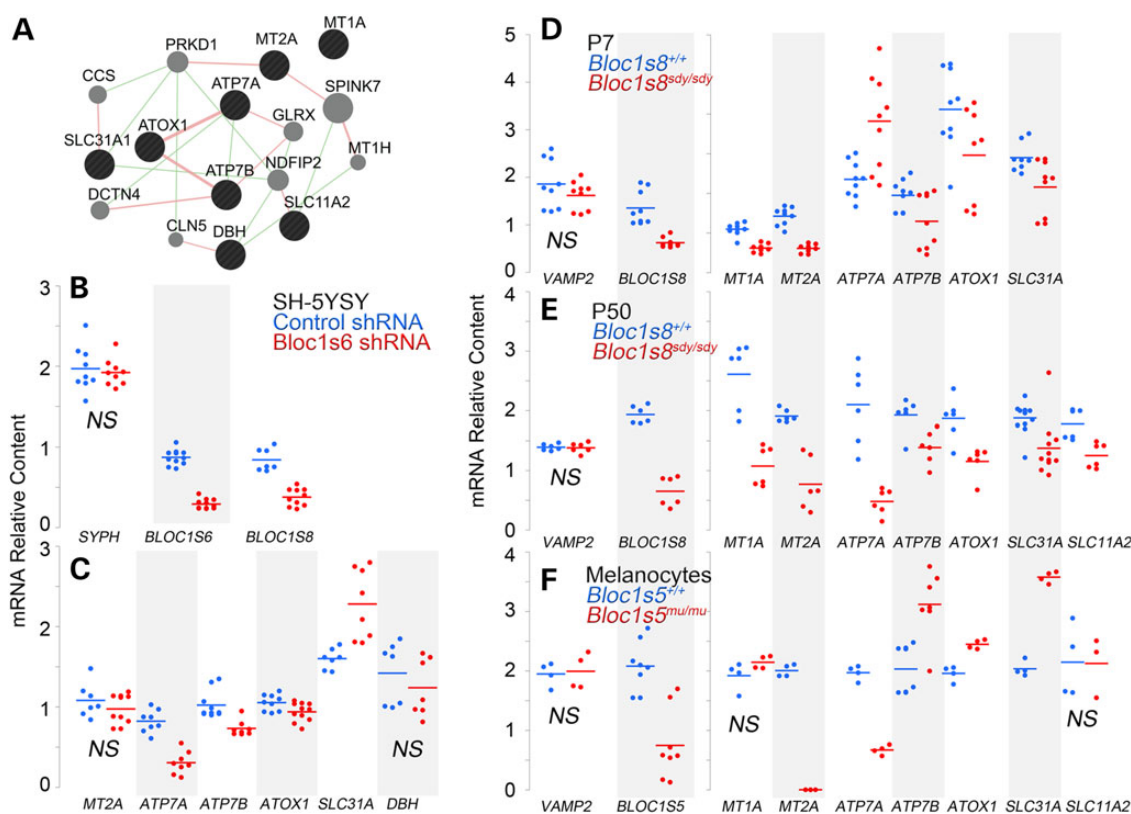 A
MT1A
MT2A
PRKD1
CCS
ATP7A
SPINK7
SLC31A1
ATOX1
GLRX
MT1H
ATP7B
NDFIP2
DCTN4
SLC11A2
CLN5
DBH
B
SH-5YSY
Control shRNA
Bloc1s6 shRNA
3
2
1
0
NS
SYPH BLOC1S6 BLOC1S8
mRNA Relative Content
C
3
2
1
0
NS NS
MT2A ATP7A ATP7B ATOX1 SLC31A DBH
D
P7
Bloc1s8+/+
Bloc1s8sdy/sdy
5
4
3
2
1
0
NS
VAMP2 BLOC1S8 MT1A MT2A ATP7A ATP7B ATOX1 SLC31A
E
P50
Bloc1s8+/+
Bloc1s8sdy/sdy
4
3
2
1
0
NS
VAMP2 BLOC1S8 MT1A MT2A ATP7A ATP7B ATOX1 SLC31A SLC11A2
mRNA Relative Content
F
Melanocytes
Bloc1s5+/+
Bloc1s5mu/mu
4
3
2
1
0
NS NS NS
VAMP2 BLOC1S5 MT1A MT2A ATP7A ATP7B ATOX1 SLC31A SLC11A2